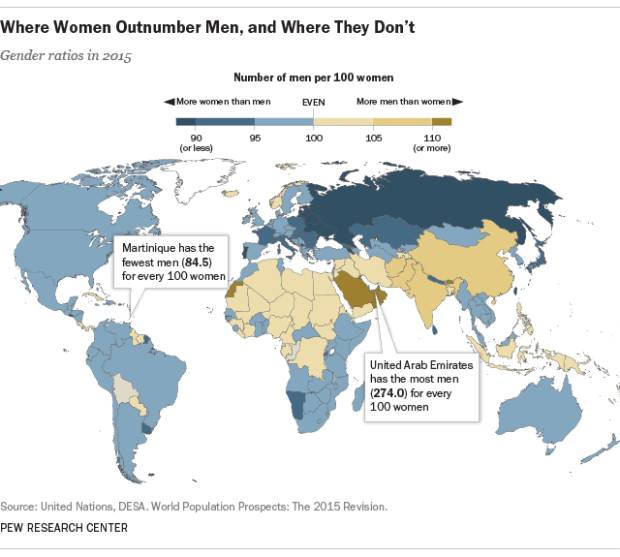 Where Women Outnumber Men, and Where They Don't
Gender ratios in 2015
Number of men per 100 women
◄More women than men EVEN More men than women►
90 95 100 105 110
(or less) (or more)
Martinique has the
fewest men (84.5)
for every 100 women
United Arab Emirates
has the most men
(274.0) for every
100 women
Source: United Nations, DESA. World Population Prospects: The 2015 Revision.
PEW RESEARCH CENTER